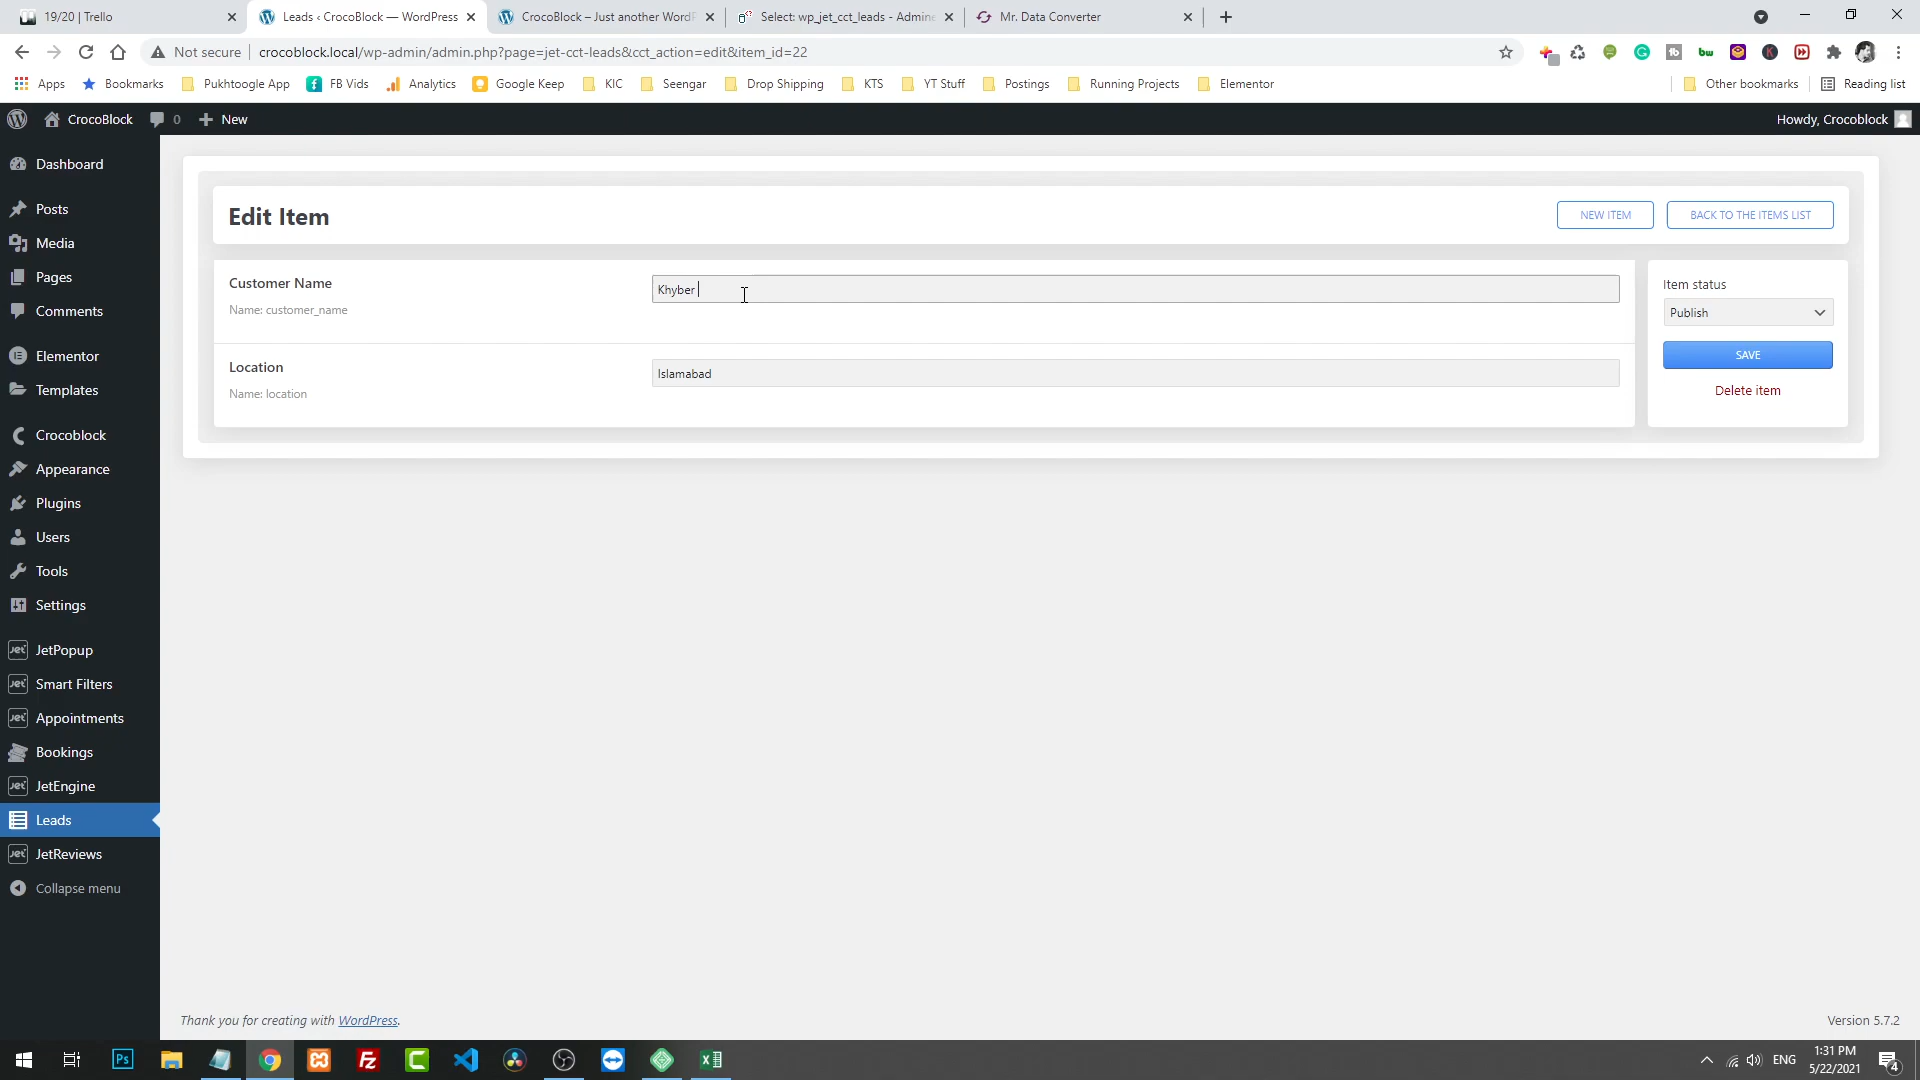 19/20 | Trello
Leads ‹ CrocoBlock — WordPress
CrocoBlock – Just another WordP
Select: wp_jet_cct_leads - Admine
Mr. Data Converter
Not secure
crocoblock.local/wp-admin/admin.php?page=jet-cct-leads&cct_action=edit&item_id=22
Apps
Bookmarks
Pukhtoogle App
FB Vids
Analytics
Google Keep
KIC
Seengar
Drop Shipping
KTS
YT Stuff
Postings
Running Projects
Elementor
Other bookmarks
Reading list
CrocoBlock
0
New
Howdy, Crocoblock
Dashboard
Posts
Media
Pages
Comments
Elementor
Templates
Crocoblock
Appearance
Plugins
Users
Tools
Settings
JetPopup
Smart Filters
Appointments
Bookings
JetEngine
Leads
JetReviews
Collapse menu
Edit Item
NEW ITEM
BACK TO THE ITEMS LIST
Customer Name
Name: customer_name
Khyber
Location
Name: location
Islamabad
Item status
Publish
SAVE
Delete item
Thank you for creating with WordPress.
Version 5.7.2
ENG
1:31 PM
5/22/2021
4